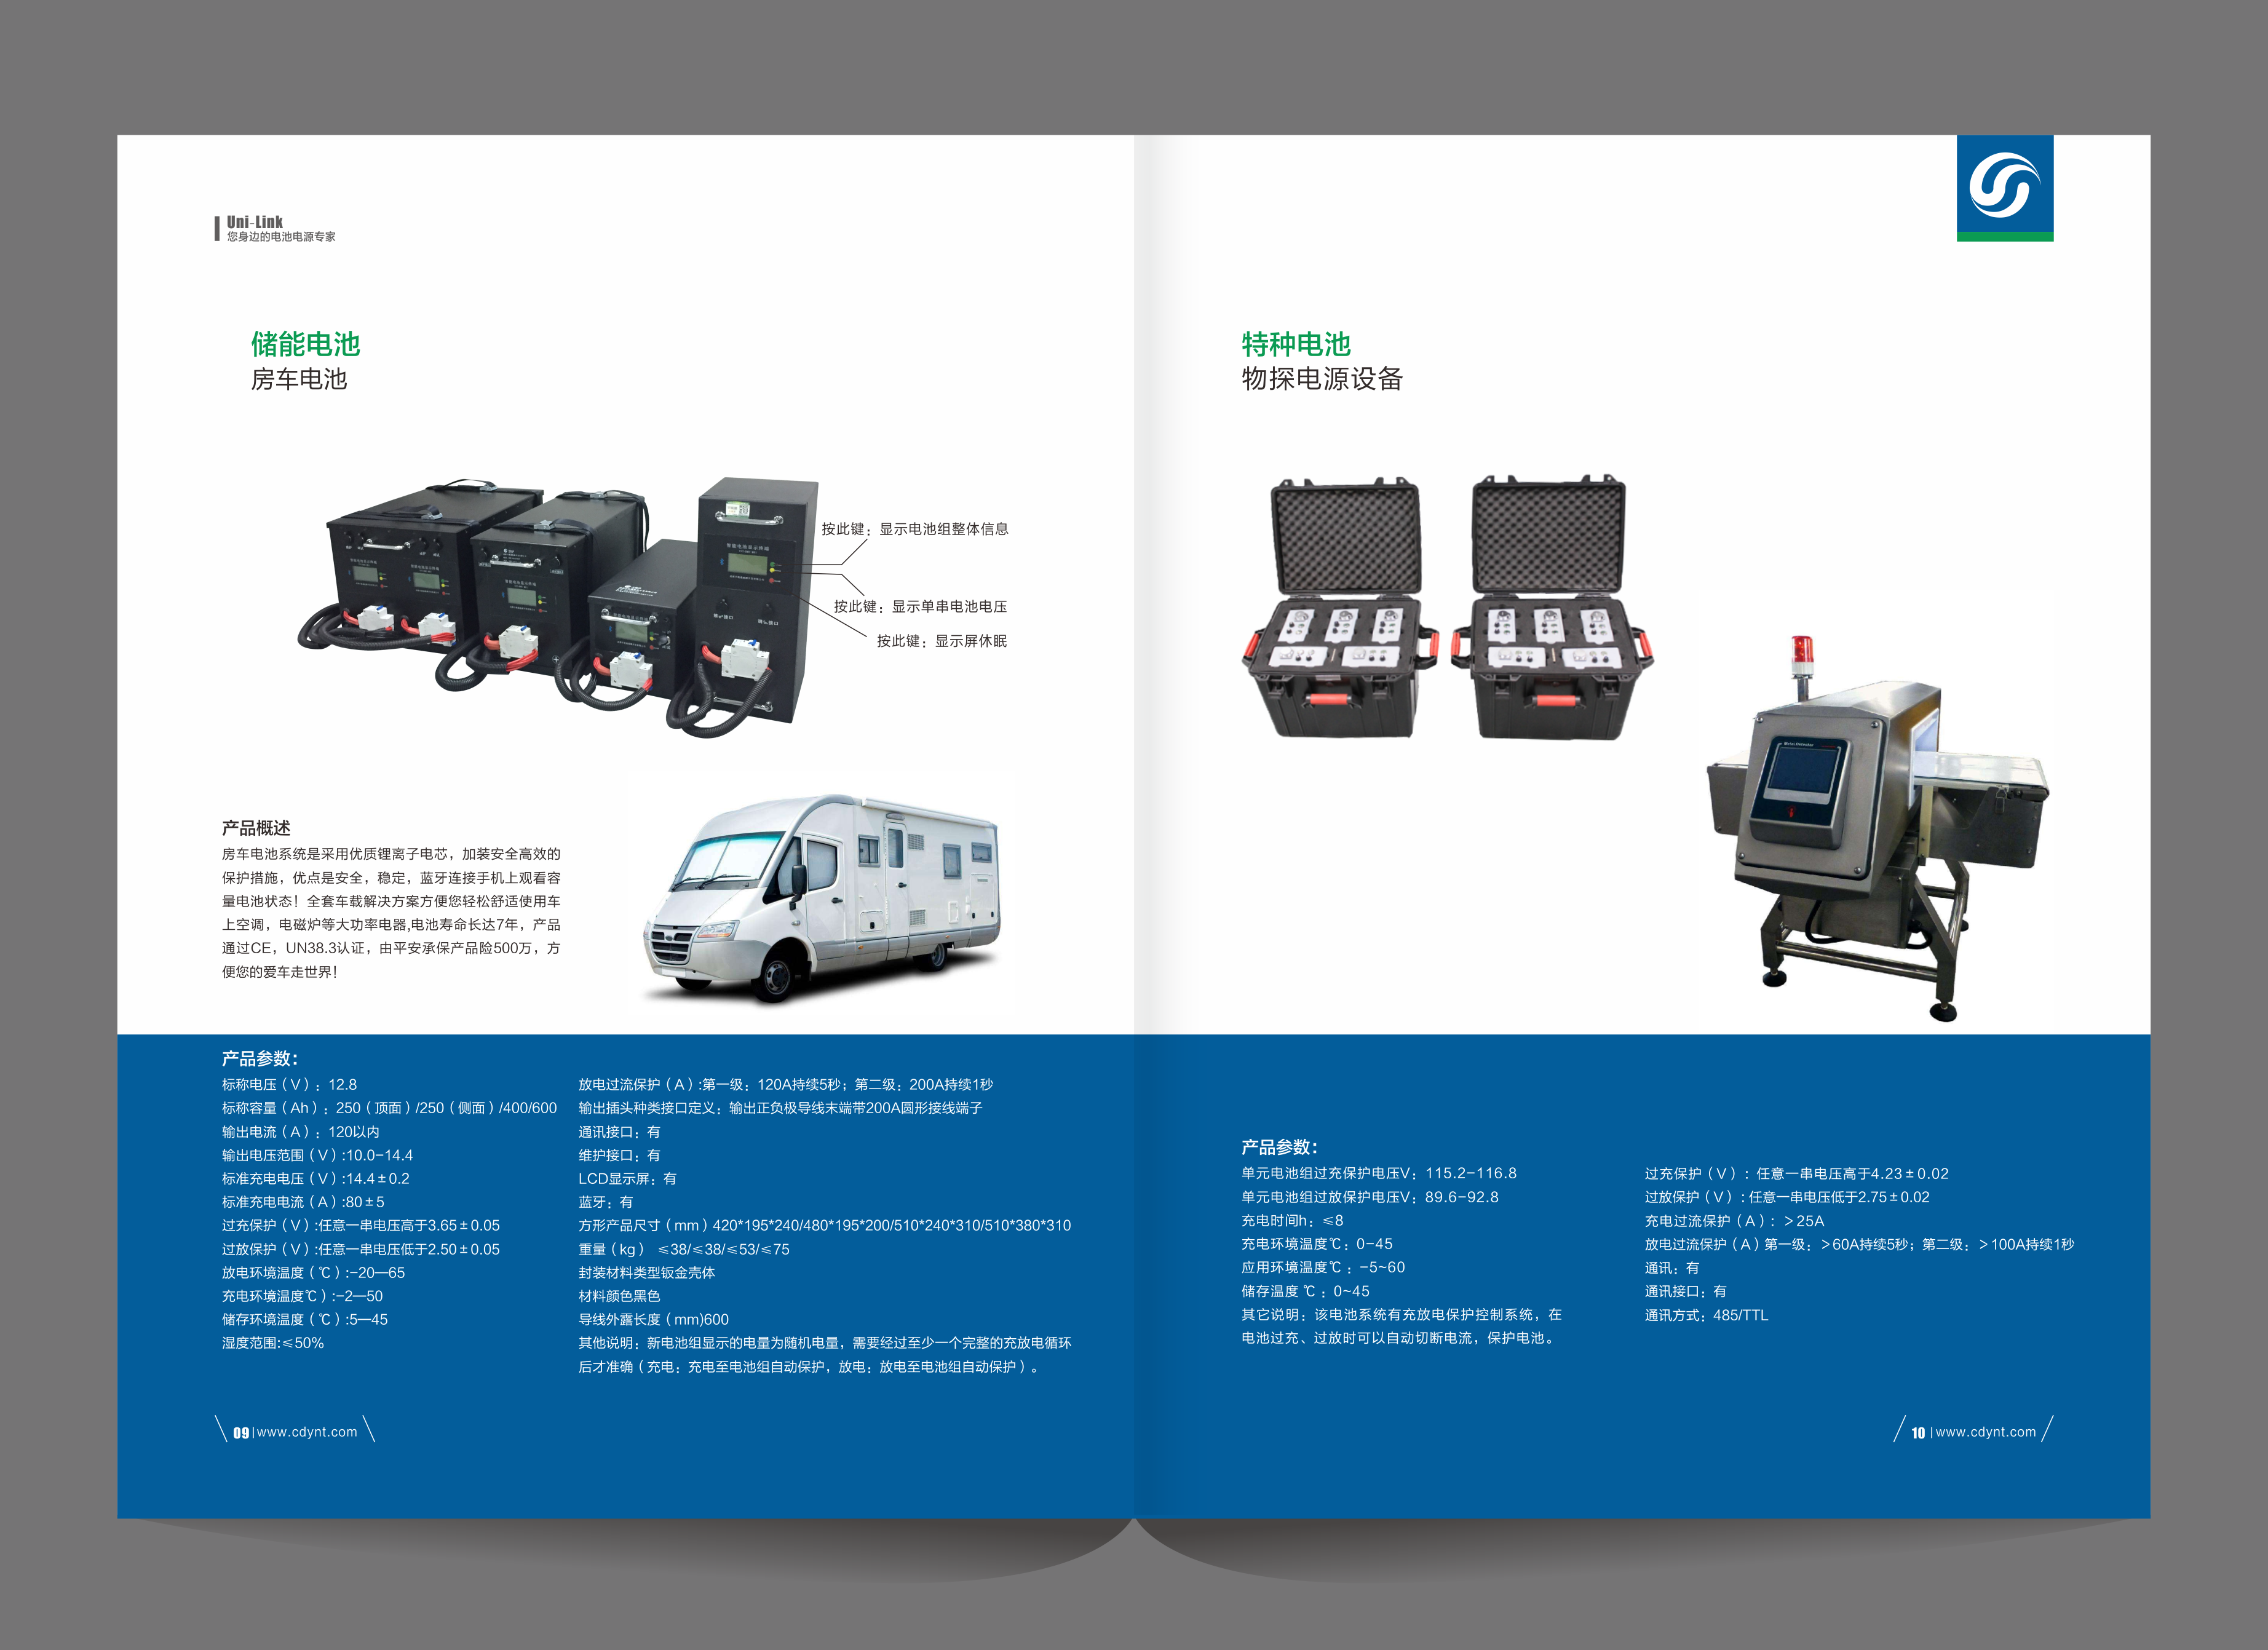 Uni-Link
您身边的电池电源专家
储能电池
房车电池
按此键：显示电池组整体信息
按此键：显示单串电池电压
按此键：显示屏休眠
产品概述
房车电池系统是采用优质锂离子电芯，加装安全高效的
保护措施，优点是安全，稳定，蓝牙连接手机上观看容
量电池状态！全套车载解决方案方便您轻松舒适使用车
上空调，电磁炉等大功率电器,电池寿命长达7年，产品
通过CE，UN38.3认证，由平安承保产品险500万，方
便您的爱车走世界！
产品参数：
标称电压（V）：12.8
标称容量（Ah）：250（顶面）/250（侧面）/400/600
输出电流（A）：120以内
输出电压范围（V）:10.0-14.4
标准充电电压（V）:14.4±0.2
标准充电电流（A）:80±5
过充保护（V）:任意一串电压高于3.65±0.05
过放保护（V）:任意一串电压低于2.50±0.05
放电环境温度（℃）:-20—65
充电环境温度℃）:-2—50
储存环境温度（℃）:5—45
湿度范围:≤50%
放电过流保护（A）:第一级：120A持续5秒；第二级：200A持续1秒
输出插头种类接口定义：输出正负极导线末端带200A圆形接线端子
通讯接口：有
维护接口：有
LCD显示屏：有
蓝牙：有
方形产品尺寸（mm）420*195*240/480*195*200/510*240*310/510*380*310
重量（kg） ≤38/≤38/≤53/≤75
封装材料类型钣金壳体
材料颜色黑色
导线外露长度（mm)600
其他说明：新电池组显示的电量为随机电量，需要经过至少一个完整的充放电循环
后才准确（充电：充电至电池组自动保护，放电：放电至电池组自动保护）。
09|www.cdynt.com
特种电池
物探电源设备
产品参数：
单元电池组过充保护电压V：115.2-116.8
单元电池组过放保护电压V：89.6-92.8
充电时间h：≤8
充电环境温度℃：0-45
应用环境温度℃ ：-5~60
储存温度 ℃ ：0~45
其它说明：该电池系统有充放电保护控制系统，在
电池过充、过放时可以自动切断电流，保护电池。
过充保护（V）: 任意一串电压高于4.23±0.02
过放保护（V）:任意一串电压低于2.75±0.02
充电过流保护（A）: ＞25A
放电过流保护（A）第一级：＞60A持续5秒；第二级：＞100A持续1秒
通讯：有
通讯接口：有
通讯方式：485/TTL
10 |www.cdynt.com